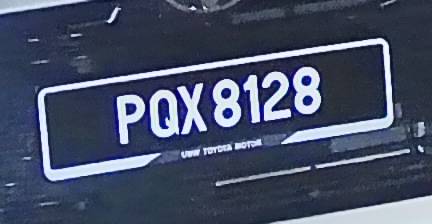 PQX 8128
UMW TOYOTA MOTOR